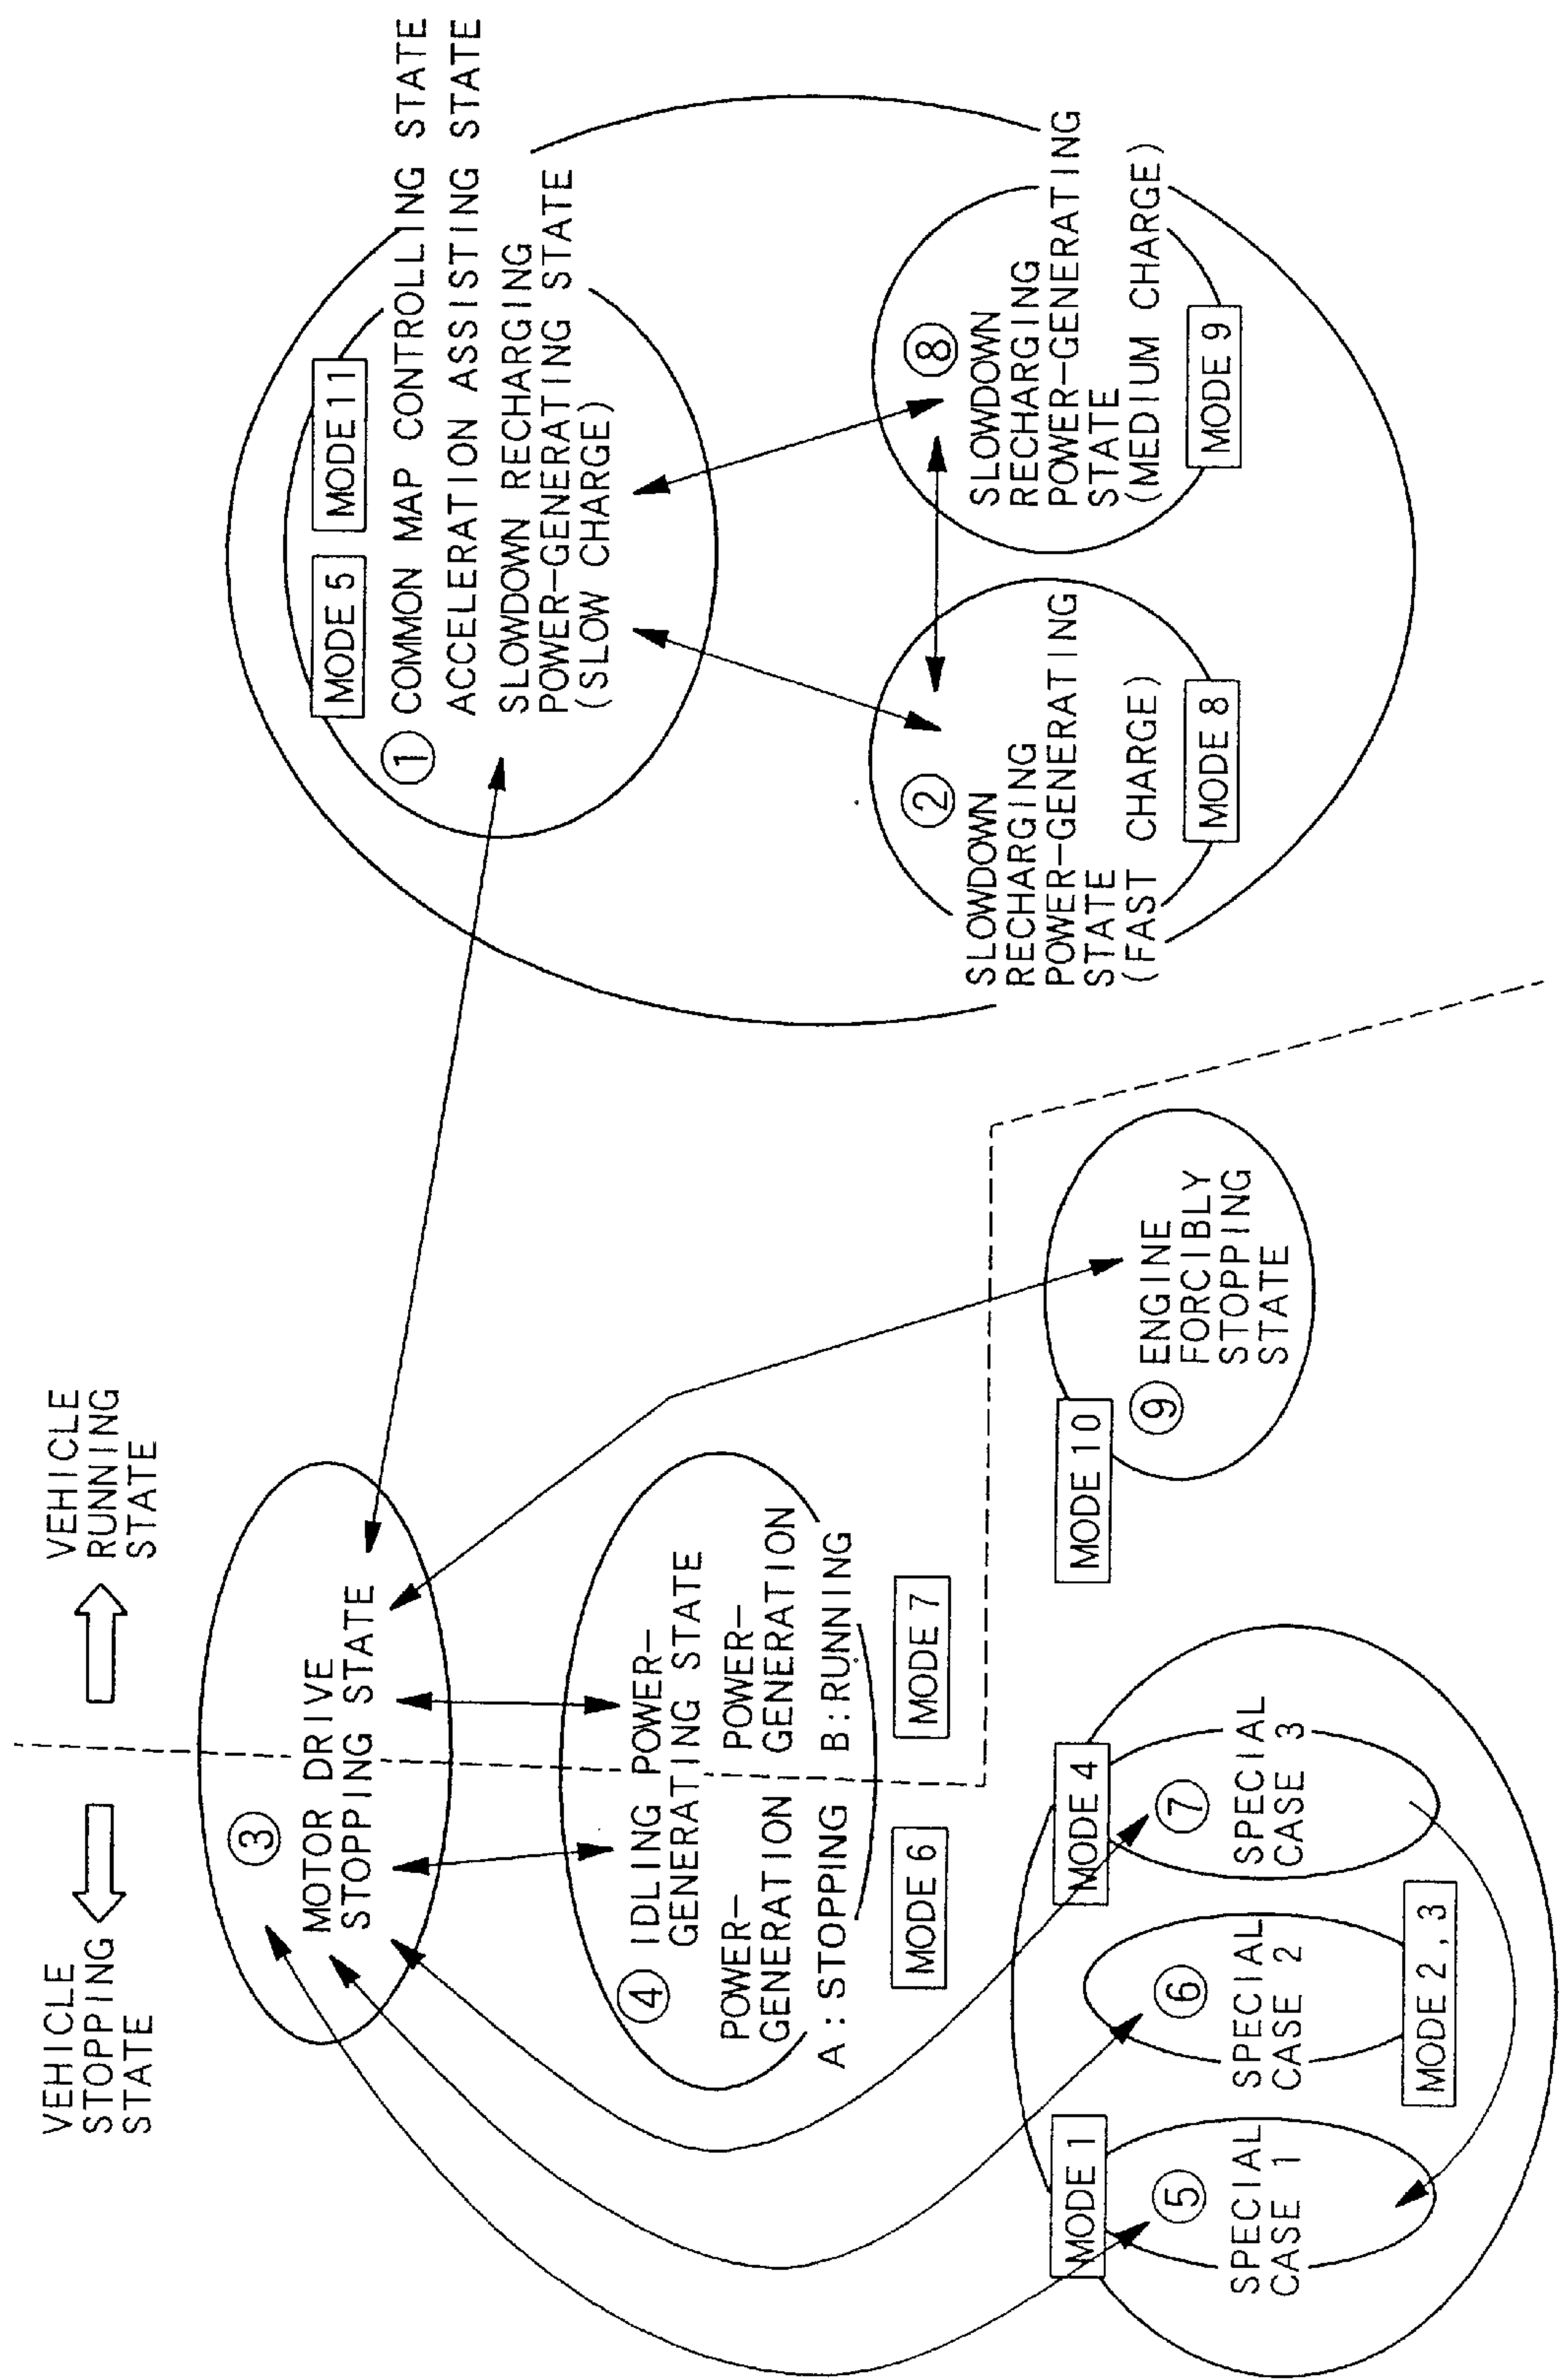 VEHICLE
STOPPING
STATE
VEHICLE
RUNNING
STATE
③
MOTOR DRIVE
STOPPING STATE
④ IDLING POWER-
GENERATING STATE
POWER-
GENERATION
A : STOPPING
POWER-
GENERATION
B : RUNNING
MODE 6
MODE 7
MODE 1
⑤
SPECIAL
CASE 1
⑥
SPECIAL
CASE 2
MODE 2 , 3
MODE 4
⑦
SPECIAL
CASE 3
MODE 10
⑨ ENGINE
FORCIBLY
STOPPING
STATE
MODE 5
MODE 11
① COMMON MAP CONTROLLING STATE
ACCELERATION ASSISTING STATE
SLOWDOWN RECHARGING
POWER-GENERATING STATE
(SLOW CHARGE)
②
SLOWDOWN
RECHARGING
POWER-GENERATING
STATE
(FAST CHARGE)
MODE 8
⑧
SLOWDOWN
RECHARGING
POWER-GENERATING
STATE
(MEDIUM CHARGE)
MODE 9